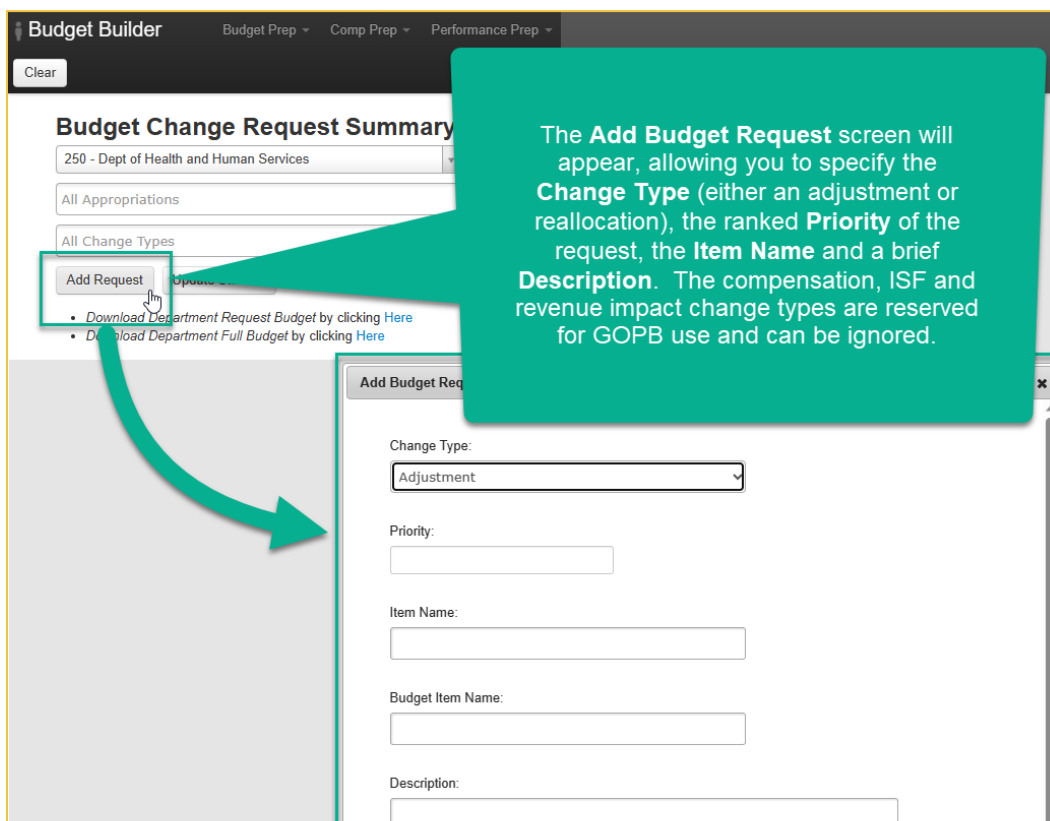 Budget Builder Budget Prep Comp Prep Performance Prep
Clear
Budget Change Request Summary
250 - Dept of Health and Human Services
All Appropriations
All Change Types
Add Request Update
Download Department Request Budget by clicking Here
Download Department Full Budget by clicking Here
The Add Budget Request screen will
appear, allowing you to specify the
Change Type (either an adjustment or
reallocation), the ranked Priority of the
request, the Item Name and a brief
Description. The compensation, ISF and
revenue impact change types are reserved
for GOPB use and can be ignored.
Add Budget Req
Change Type:
Adjustment
Priority:
Item Name:
Budget Item Name:
Description: